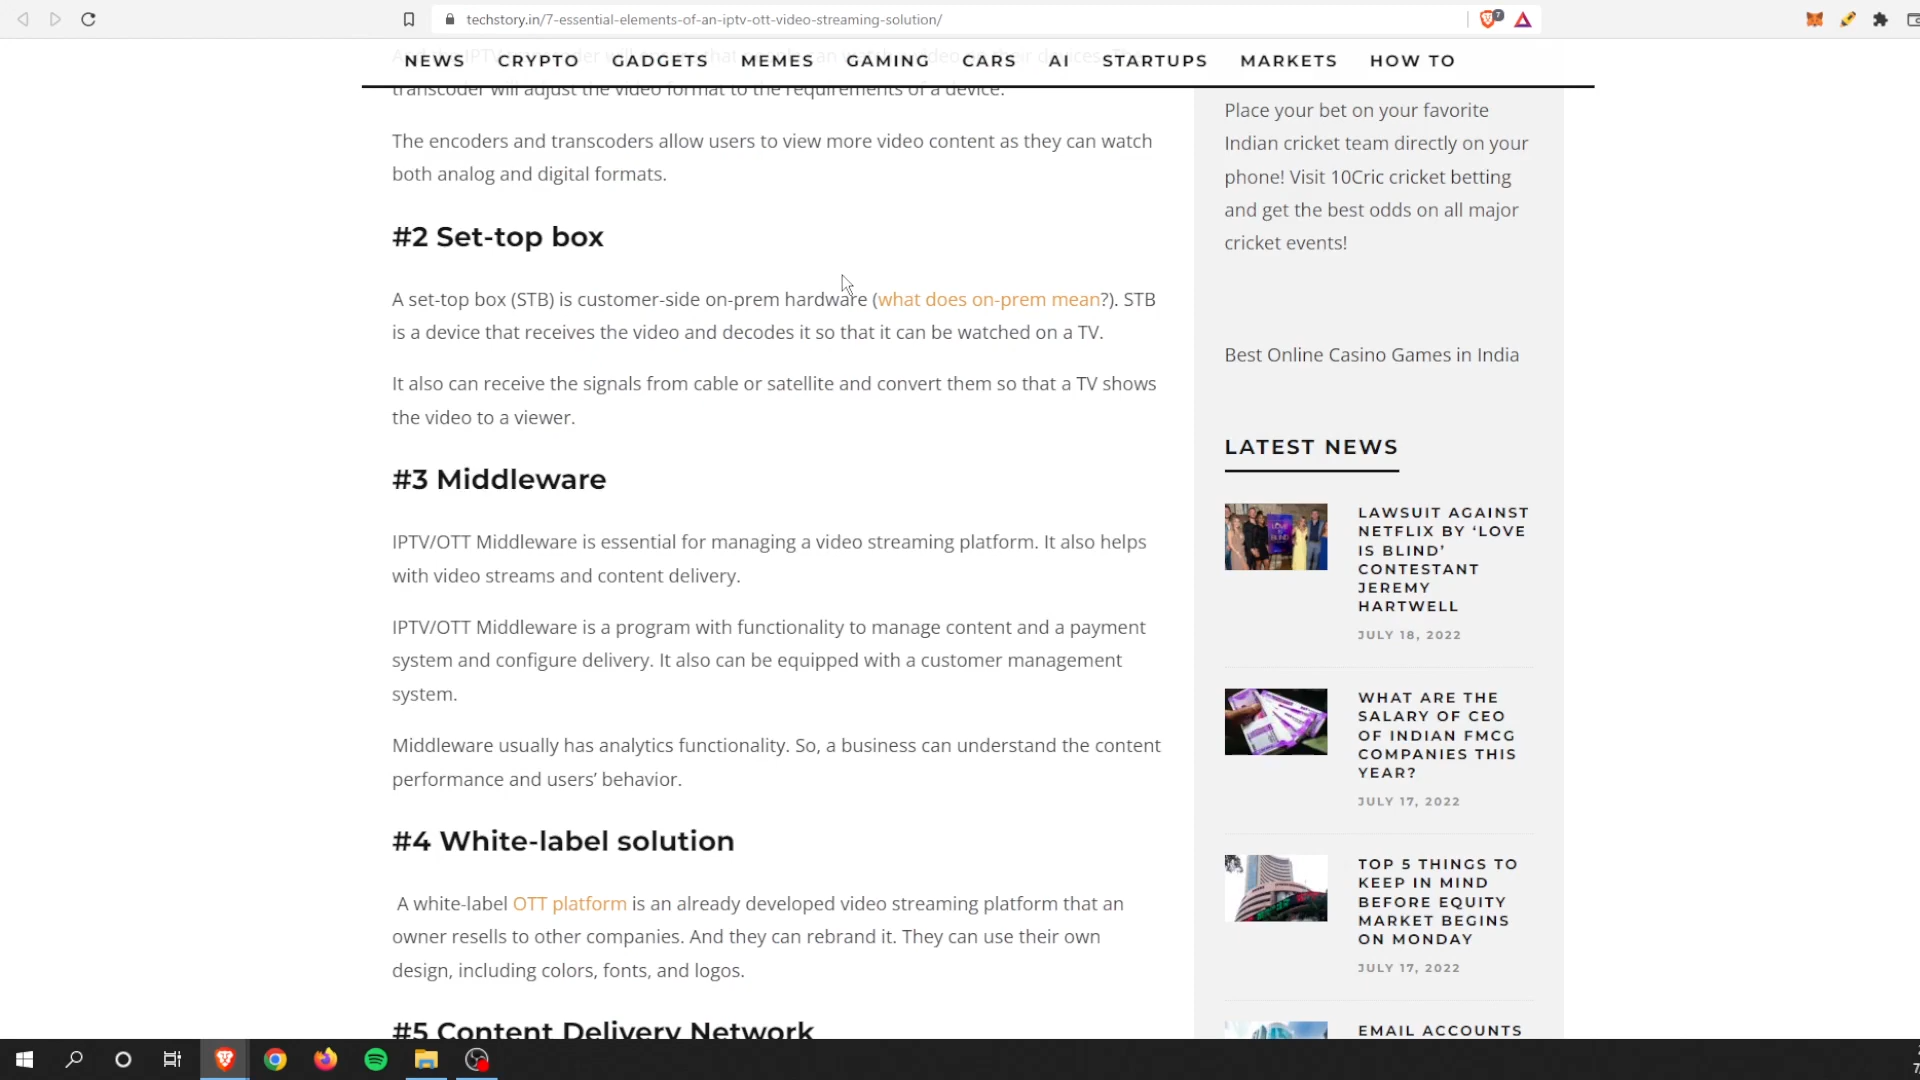 techstory.in/7-essential-elements-of-an-iptv-ott-video-streaming-solution/
7
NEWS CRYPTO GADGETS MEMES GAMING CARS AI STARTUPS MARKETS HOW TO
transcoder will adjust the video format to the requirements of a device.
The encoders and transcoders allow users to view more video content as they can watch
both analog and digital formats.
#2 Set-top box
A set-top box (STB) is customer-side on-prem hardware (what does on-prem mean?). STB
is a device that receives the video and decodes it so that it can be watched on a TV.
It also can receive the signals from cable or satellite and convert them so that a TV shows
the video to a viewer.
#3 Middleware
IPTV/OTT Middleware is essential for managing a video streaming platform. It also helps
with video streams and content delivery.
IPTV/OTT Middleware is a program with functionality to manage content and a payment
system and configure delivery. It also can be equipped with a customer management
system.
Middleware usually has analytics functionality. So, a business can understand the content
performance and users’ behavior.
#4 White-label solution
A white-label OTT platform is an already developed video streaming platform that an
owner resells to other companies. And they can rebrand it. They can use their own
design, including colors, fonts, and logos.
#5 Content Delivery Network
Place your bet on your favorite
Indian cricket team directly on your
phone! Visit 10Cric cricket betting
and get the best odds on all major
cricket events!
Best Online Casino Games in India
LATEST NEWS
LAWSUIT AGAINST
NETFLIX BY ‘LOVE
IS BLIND’
CONTESTANT
JEREMY
HARTWELL
JULY 18, 2022
WHAT ARE THE
SALARY OF CEO
OF INDIAN FMCG
COMPANIES THIS
YEAR?
JULY 17, 2022
TOP 5 THINGS TO
KEEP IN MIND
BEFORE EQUITY
MARKET BEGINS
ON MONDAY
JULY 17, 2022
EMAIL ACCOUNTS